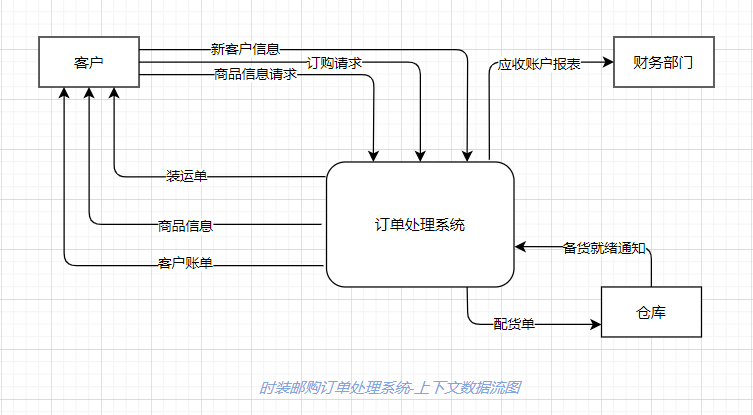 新客户信息
客户
订购请求
应收账户报表
财务部门
商品信息请求
装运单
商品信息
订单处理系统
备货就绪通知
客户账单
仓库
配货单
时装邮购订单处理系统-上下文数据流图